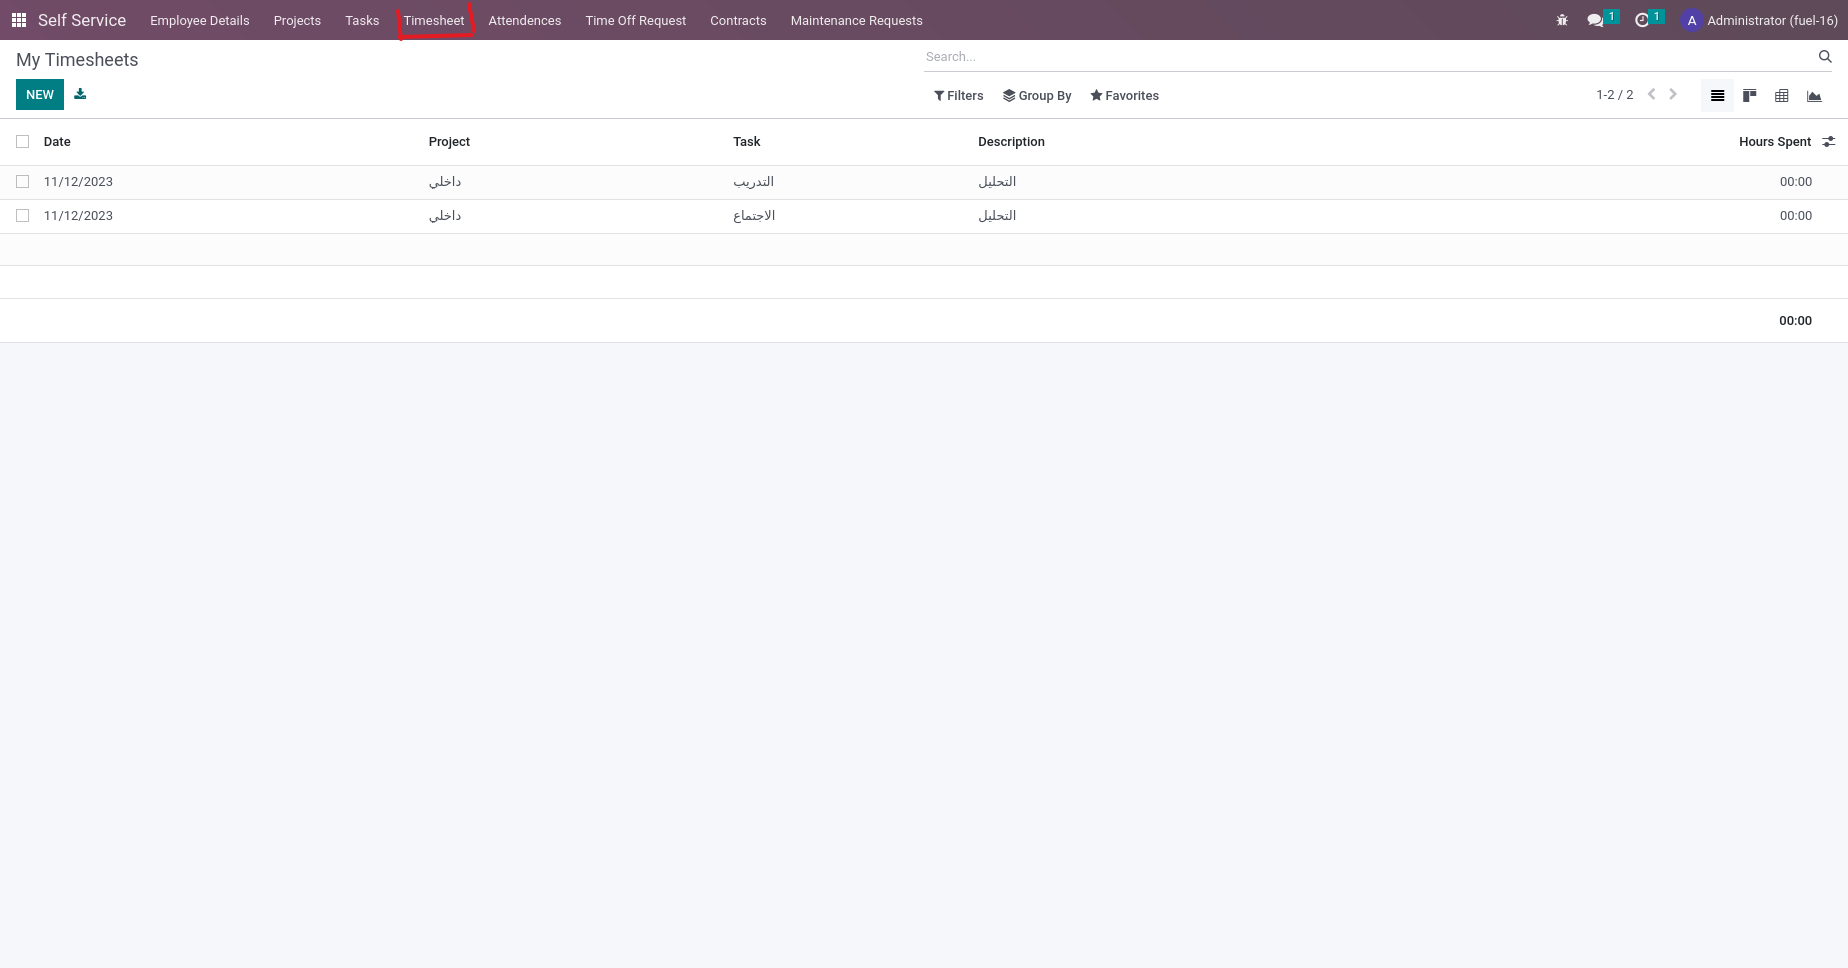 Self Service Employee Details Projects Tasks Timesheet Attendences Time Off Request Contracts Maintenance Requests 1 1 A Administrator (fuel-16)
My Timesheets Search...
NEW Filters Group By Favorites 1-2 / 2
Date Project Task Description Hours Spent
11/12/2023 داخلي التدريب التحليل 00:00
11/12/2023 داخلي الاجتماع التحليل 00:00
00:00